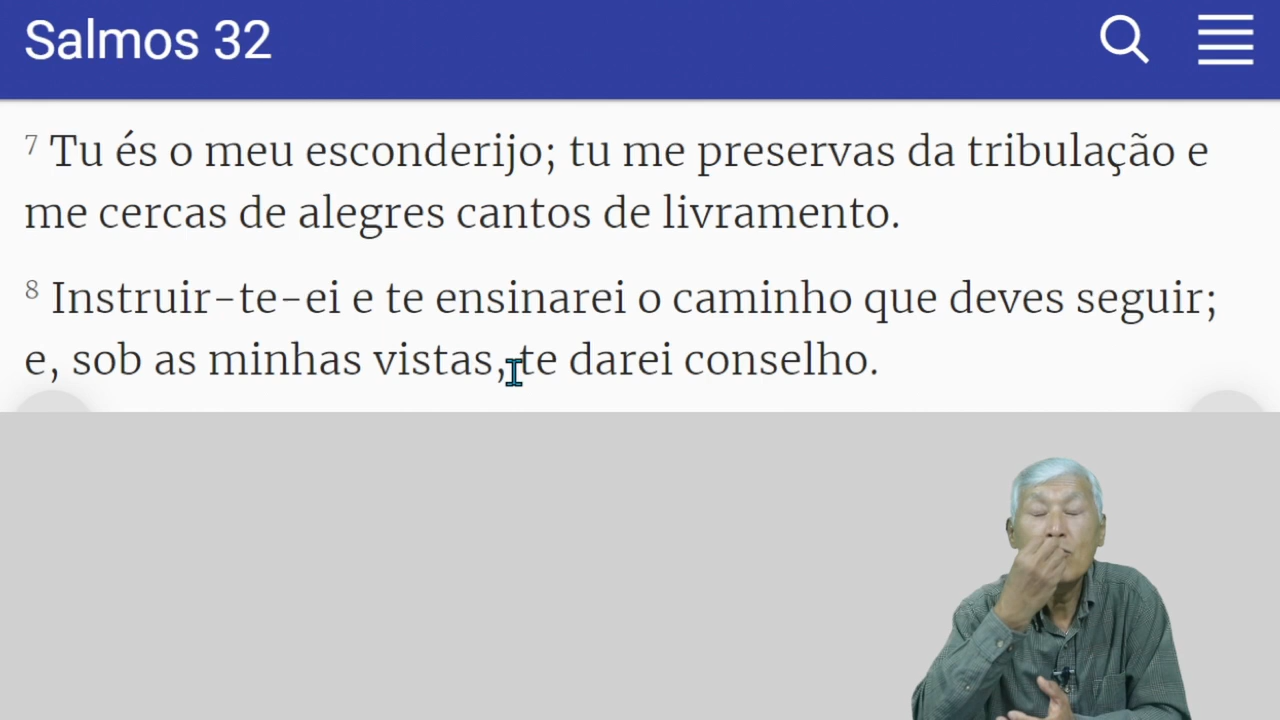 Salmos 32
7 Tu és o meu esconderijo; tu me preservas da tribulação e
me cercas de alegres cantos de livramento.
8 Instruir-te-ei e te ensinarei o caminho que deves seguir;
e, sob as minhas vistas, te darei conselho.